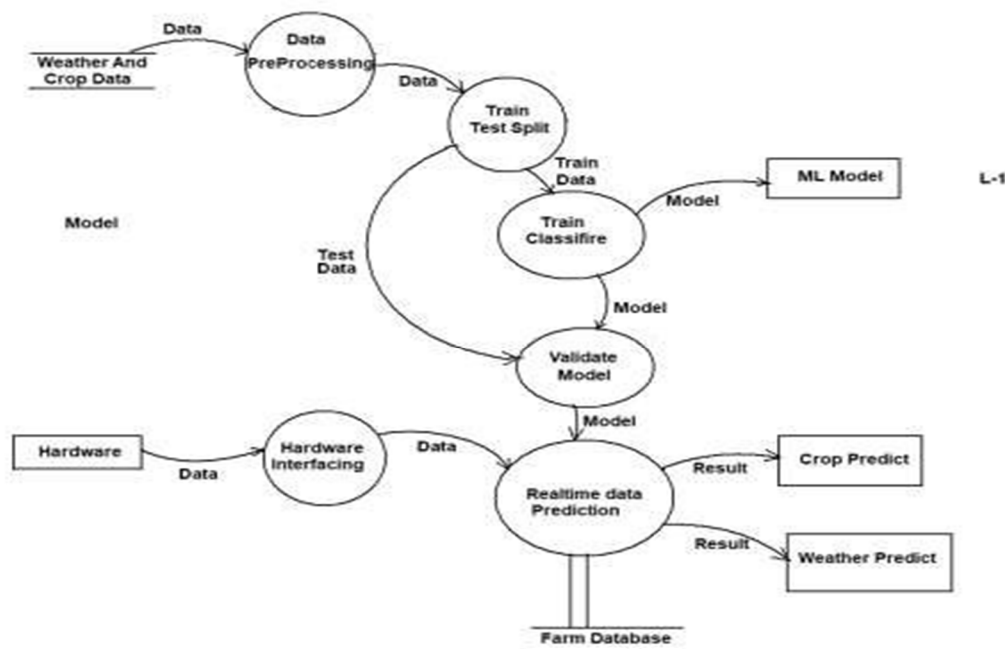 Data
Weather And
Crop Data
Data
PreProcessing
Data
Train
Test Split
Train
Data
ML Model
L-1
Model
Train
Classifire
Model
Test
Data
Model
Validate
Model
Model
Hardware
Data
Hardware
Interfacing
Data
Realtime data
Prediction
Result
Crop Predict
Result
Weather Predict
Farm Database